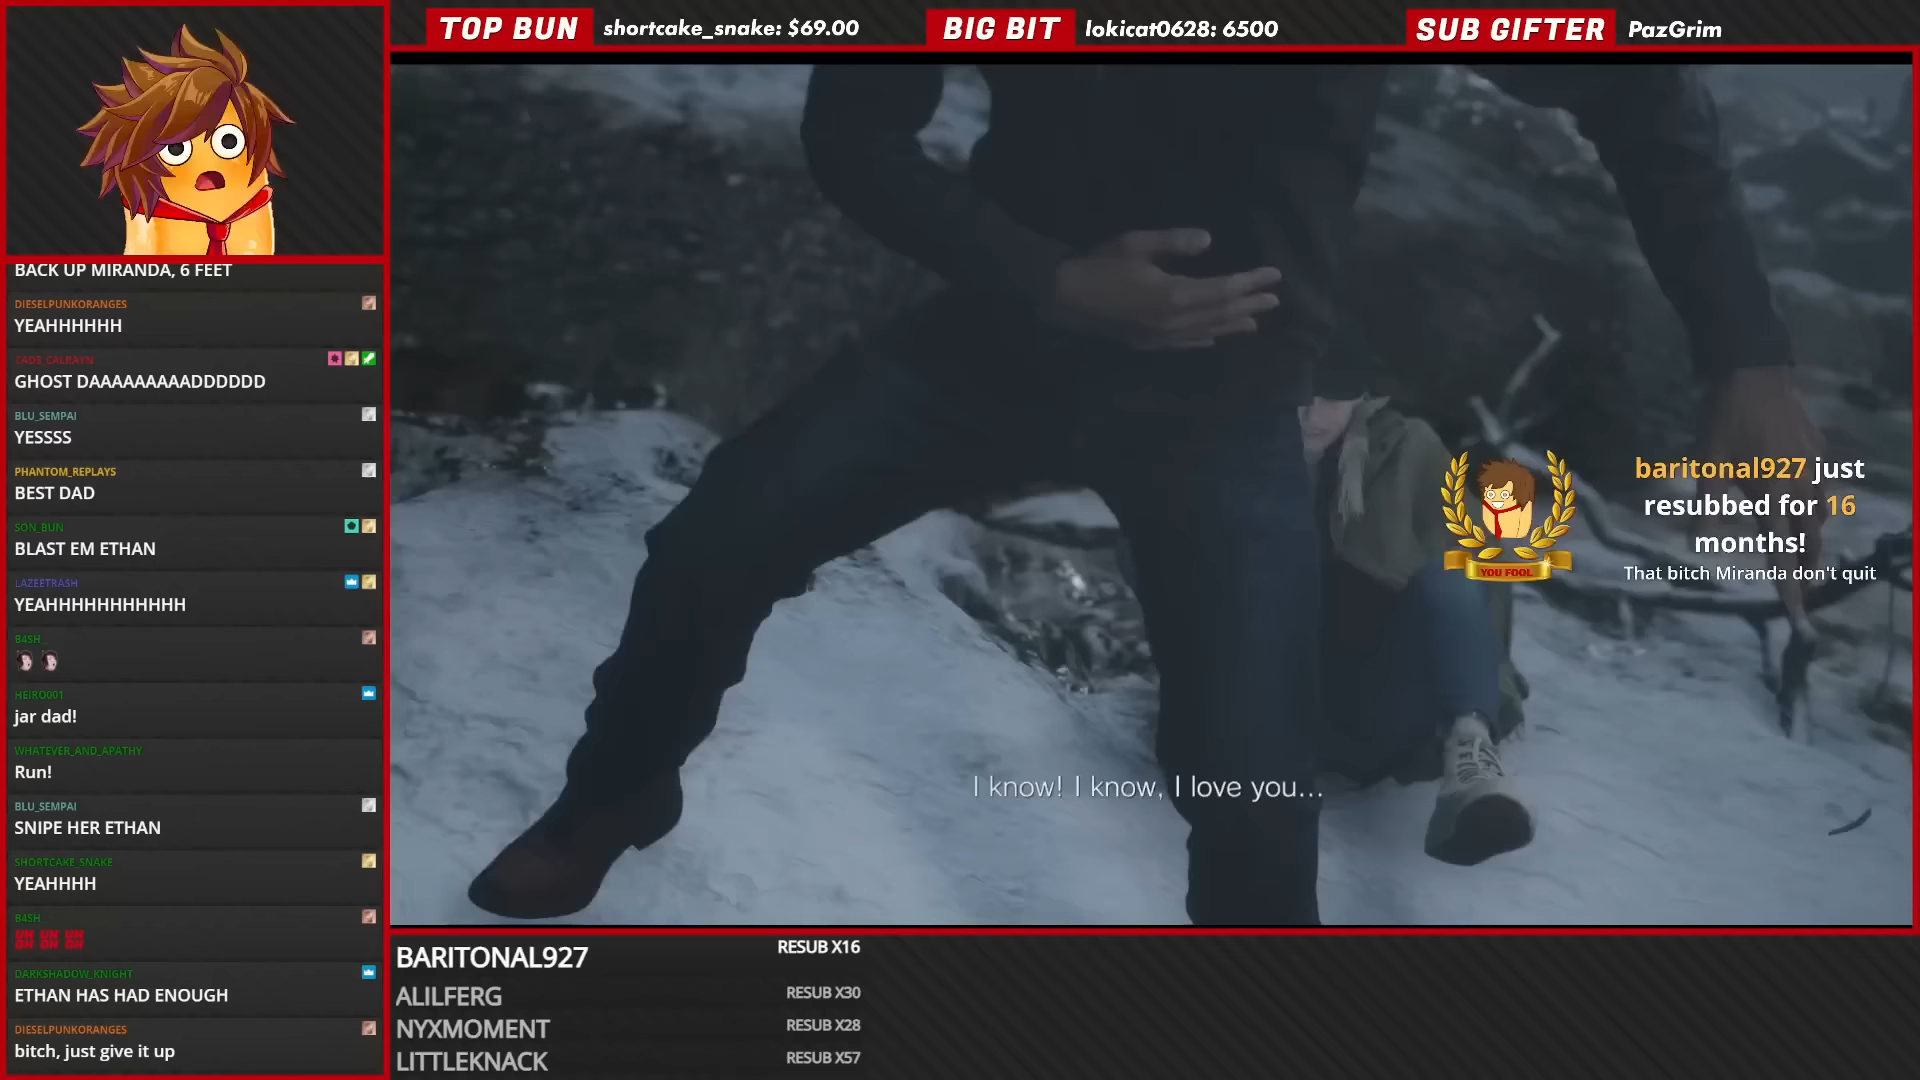 TOP BUN shortcake_snake: $69.00 BIG BIT lokicat0628: 6500 SUB GIFTER PazGrim
BACK UP MIRANDA, 6 FEET
DIESELPUNKORANGES
YEAHHHHHH
CADE_CALRAYN
GHOST DAAAAAAAAADDDDDD
BLU_SEMPAI
YESSSS
PHANTOM_REPLAYS
BEST DAD
SON_BUN
BLAST EM ETHAN
LAZEETRASH
YEAHHHHHHHHHHH
B4SH_
HEIRO001
jar dad!
WHATEVER_AND_APATHY
Run!
BLU_SEMPAI
SNIPE HER ETHAN
SHORTCAKE_SNAKE
YEAHHHH
B4SH_
DARKSHADOW_KNIGHT
ETHAN HAS HAD ENOUGH
DIESELPUNKORANGES
bitch, just give it up
baritonal927 just
resubbed for 16
months!
That bitch Miranda don't quit
YOU FOOL
I know! I know, I love you...
BARITONAL927 RESUB X16
ALILFERG RESUB X30
NYXMOMENT RESUB X28
LITTLEKNACK RESUB X57